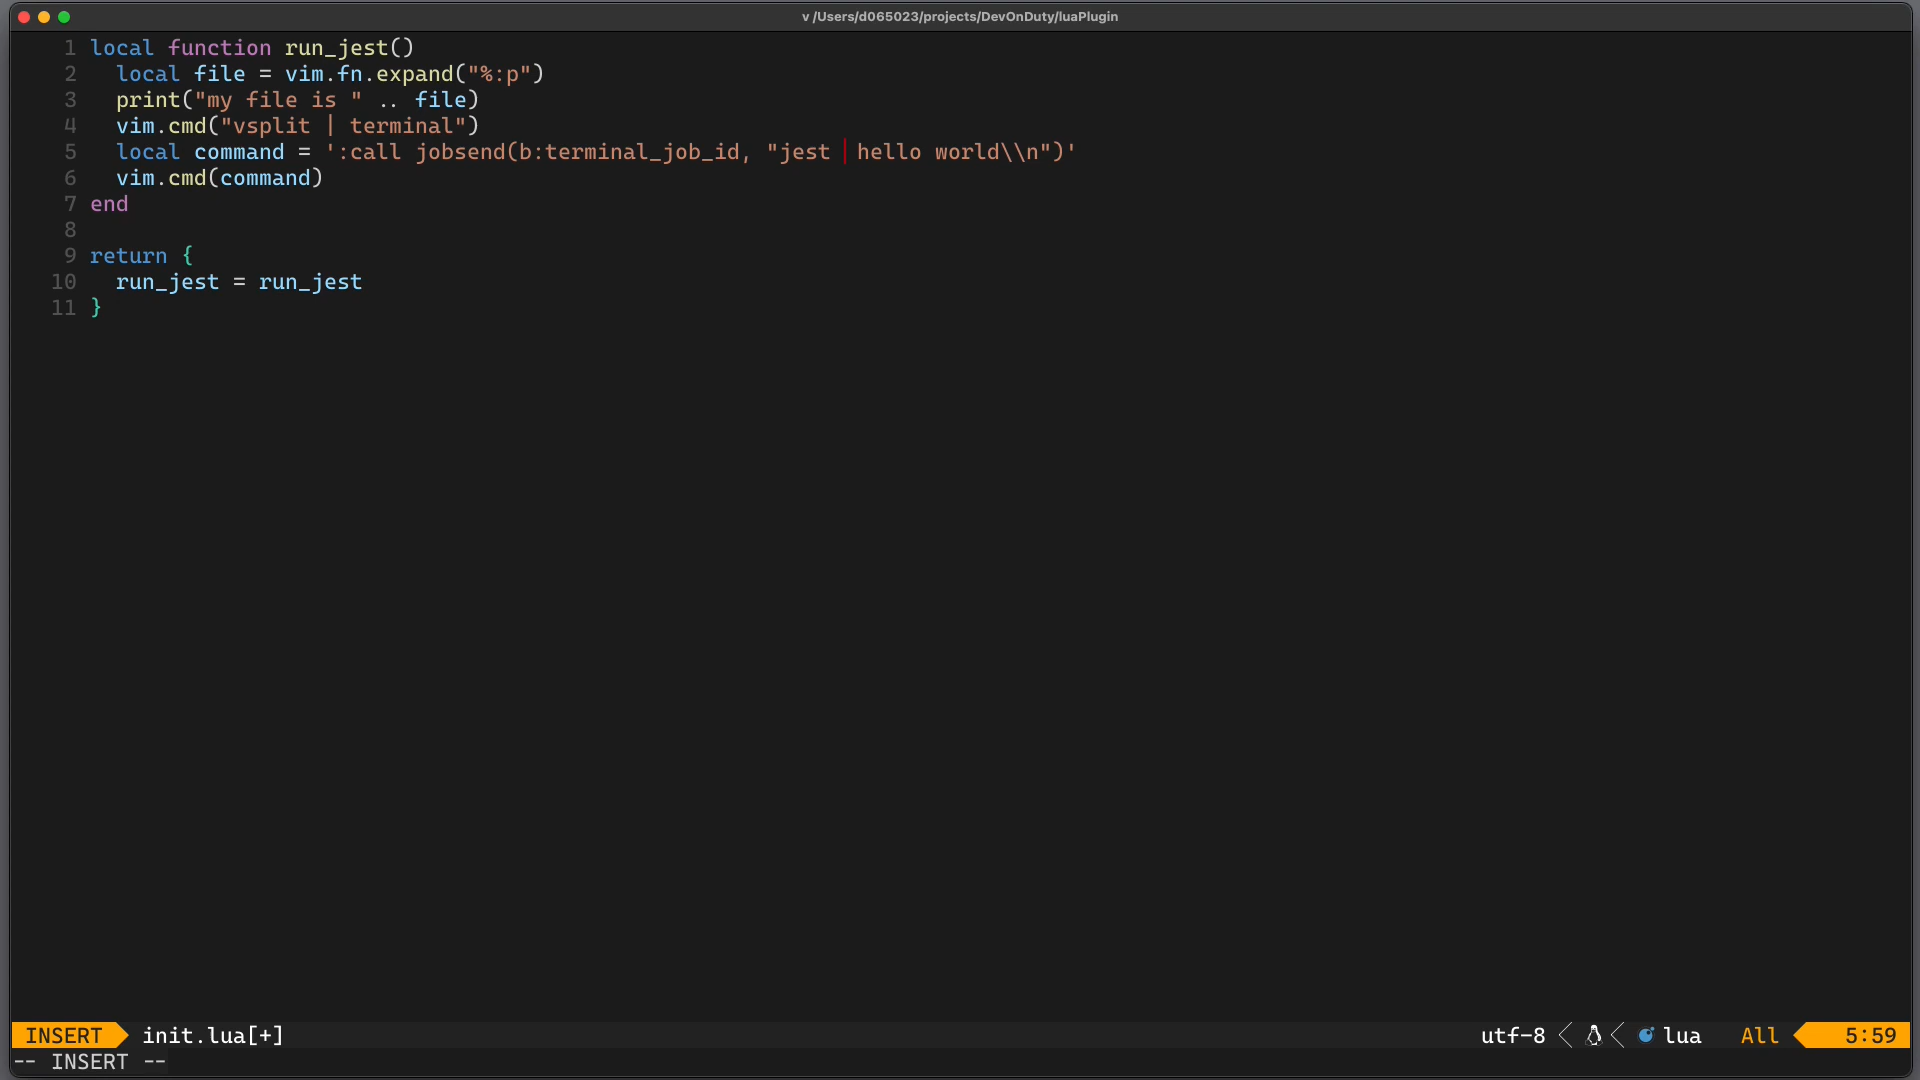 v /Users/d065023/projects/DevOnDuty/luaPlugin
1 local function run_jest()
2   local file = vim.fn.expand("%:p")
3   print("my file is " .. file)
4   vim.cmd("vsplit | terminal")
5   local command = ':call jobsend(b:terminal_job_id, "jest  hello world\\n")'
6   vim.cmd(command)
7 end
8
9 return {
10   run_jest = run_jest
11 }
INSERT init.lua[+] utf-8 lua All 5:59
-- INSERT --